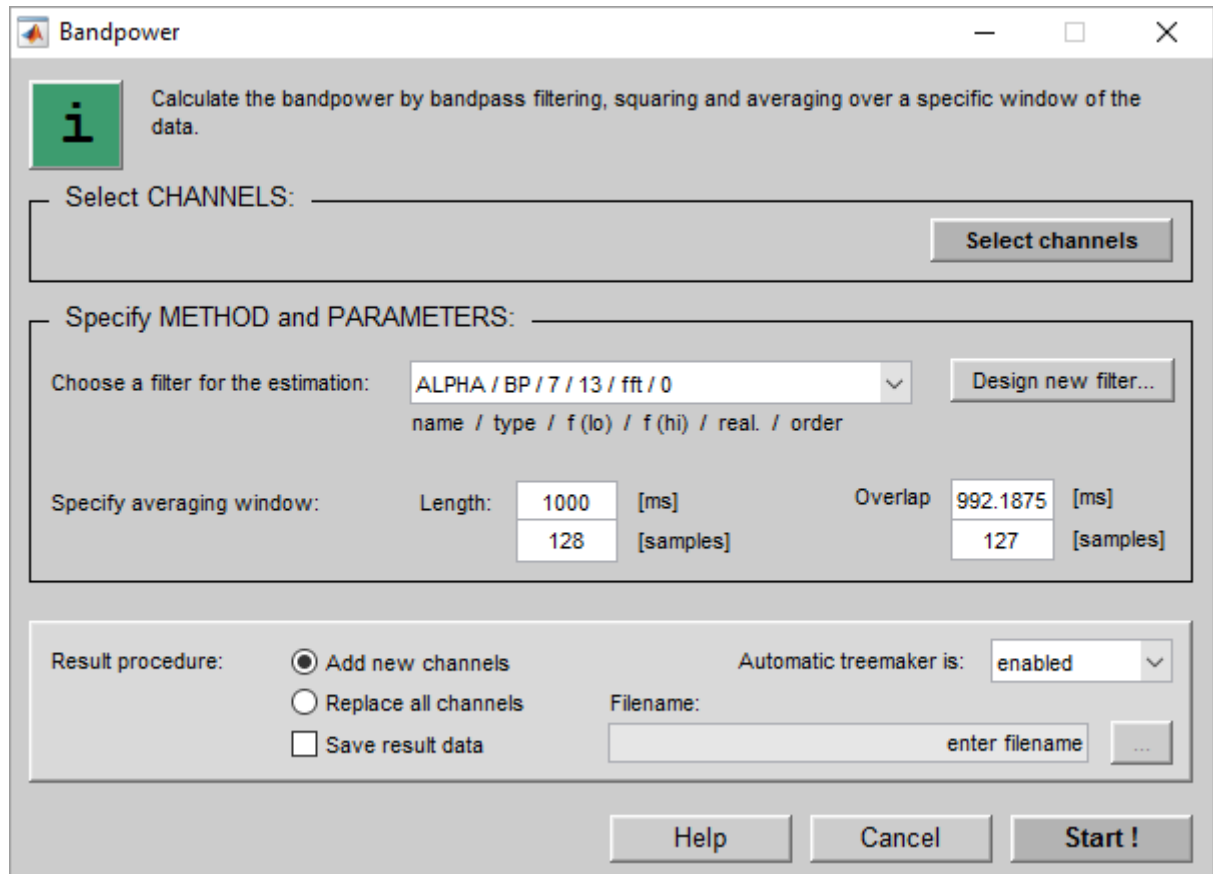 Bandpower
i
Calculate the bandpower by bandpass filtering, squaring and averaging over a specific window of the
data.
Select CHANNELS:
Select channels
Specify METHOD and PARAMETERS:
Choose a filter for the estimation: ALPHA / BP / 7 / 13 / fft / 0 Design new filter...
name / type / f (lo) / f (hi) / real. / order
Specify averaging window: Length: 1000 [ms] Overlap 992.1875 [ms]
128 [samples] 127 [samples]
Result procedure: Add new channels Automatic treemaker is: enabled
Replace all channels Filename:
Save result data enter filename ...
Help Cancel Start !